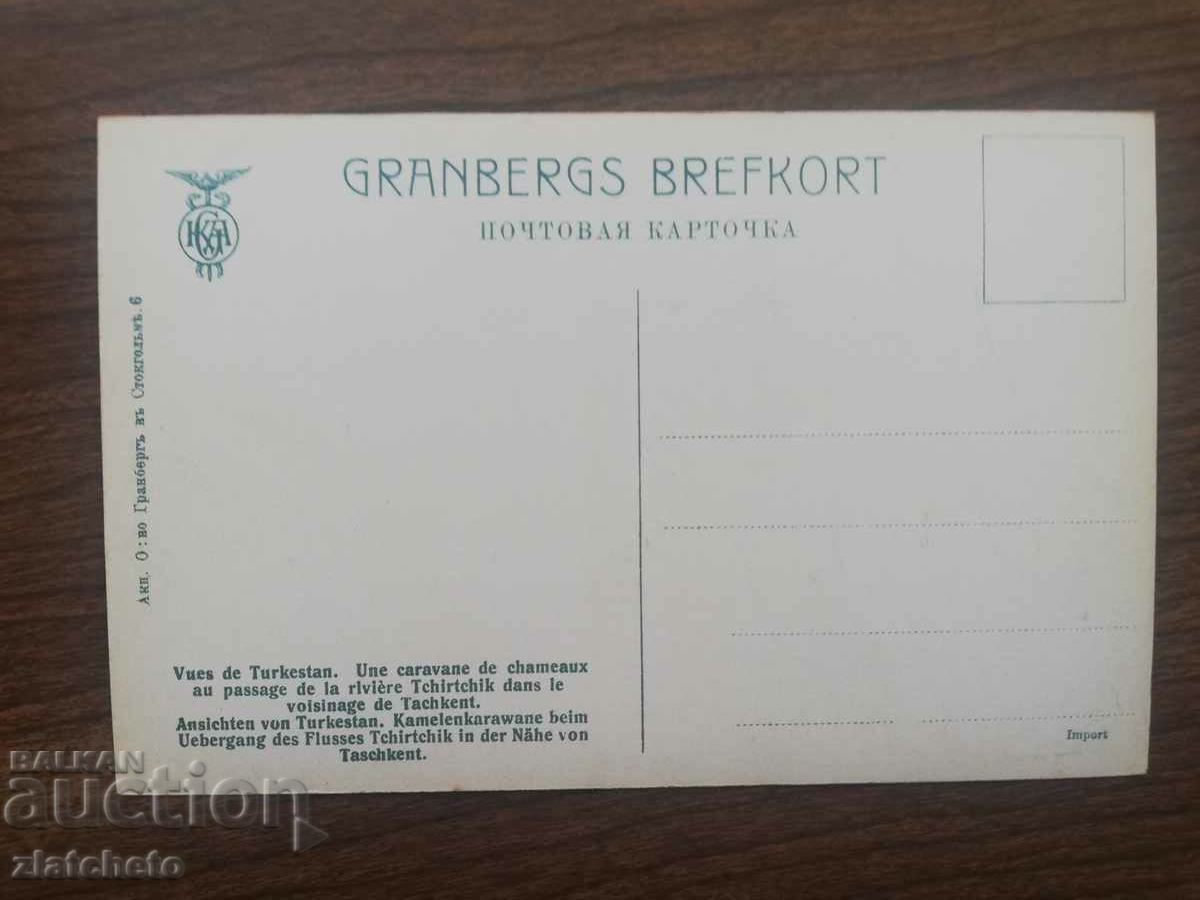 GRANBERGS BREFKORT
ПОЧТОВАЯ КАРТОЧКА
Акц. О:во Гранбергъ въ Стокгольмѣ. 6
Vues de Turkestan. Une caravane de chameaux
au passage de la rivière Tchirtchik dans le
voisinage de Tachkent.
Ansichten von Turkestan. Kamelenkarawane beim
Uebergang des Flusses Tchirtchik in der Nähe von
Taschkent.
Import
BALKAN
auction
zlatcheto